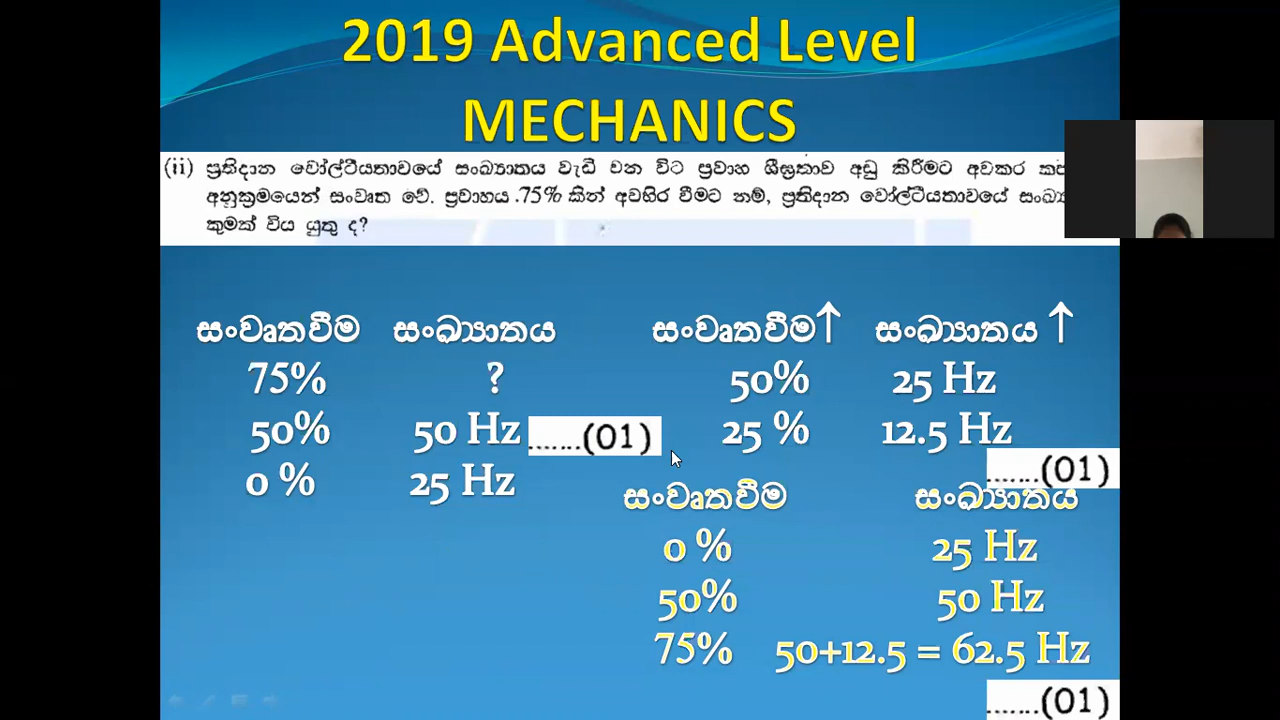 2019 Advanced Level
MECHANICS
(ii) ප්‍රතිදාන වෝල්ටීයතාවයේ සංඛ්‍යාතය වැඩි වන විට ප්‍රවාහ ශීඝ්‍රතාව අඩු කිරීමට අවකර
අනුක්‍රමයෙන් සංවෘත වේ. ප්‍රවාහය .75% කින් අවහිර වීමට නම්, ප්‍රතිදාන වෝල්ටීයතාවයේ
කුමක් විය යුතු ද?
සංවෘතවීම සංඛ්‍යාතය
75% ?
50% 50 Hz .......(01)
0 % 25 Hz
සංවෘතවීම↑ සංඛ්‍යාතය ↑
50% 25 Hz
25 % 12.5 Hz
.......(01)
සංවෘතවීම සංඛ්‍යාතය
0 % 25 Hz
50% 50 Hz
75% 50+12.5 = 62.5 Hz
.......(01)